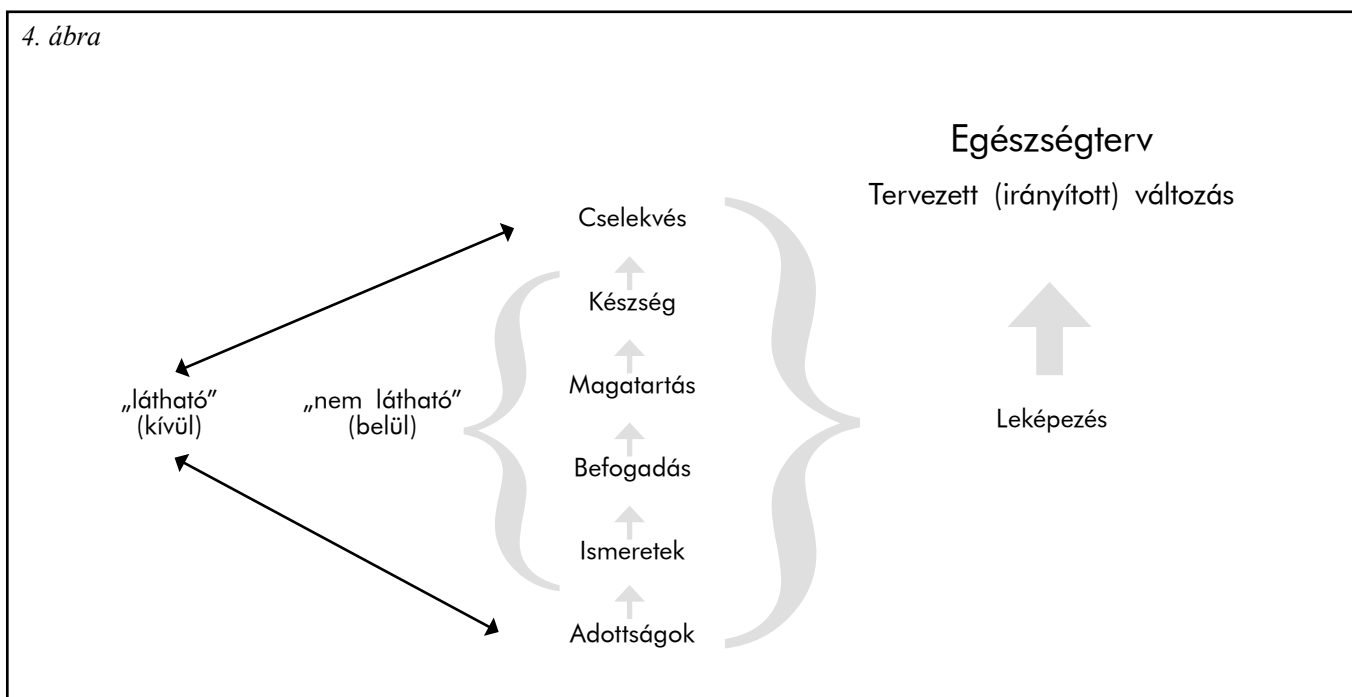 4. ábra
Egészségterv
Tervezett (irányított) változás
Cselekvés
Készség
Magatartás
„látható”
(kívül)
„nem látható”
(belül)
Leképezés
Befogadás
Ismeretek
Adottságok